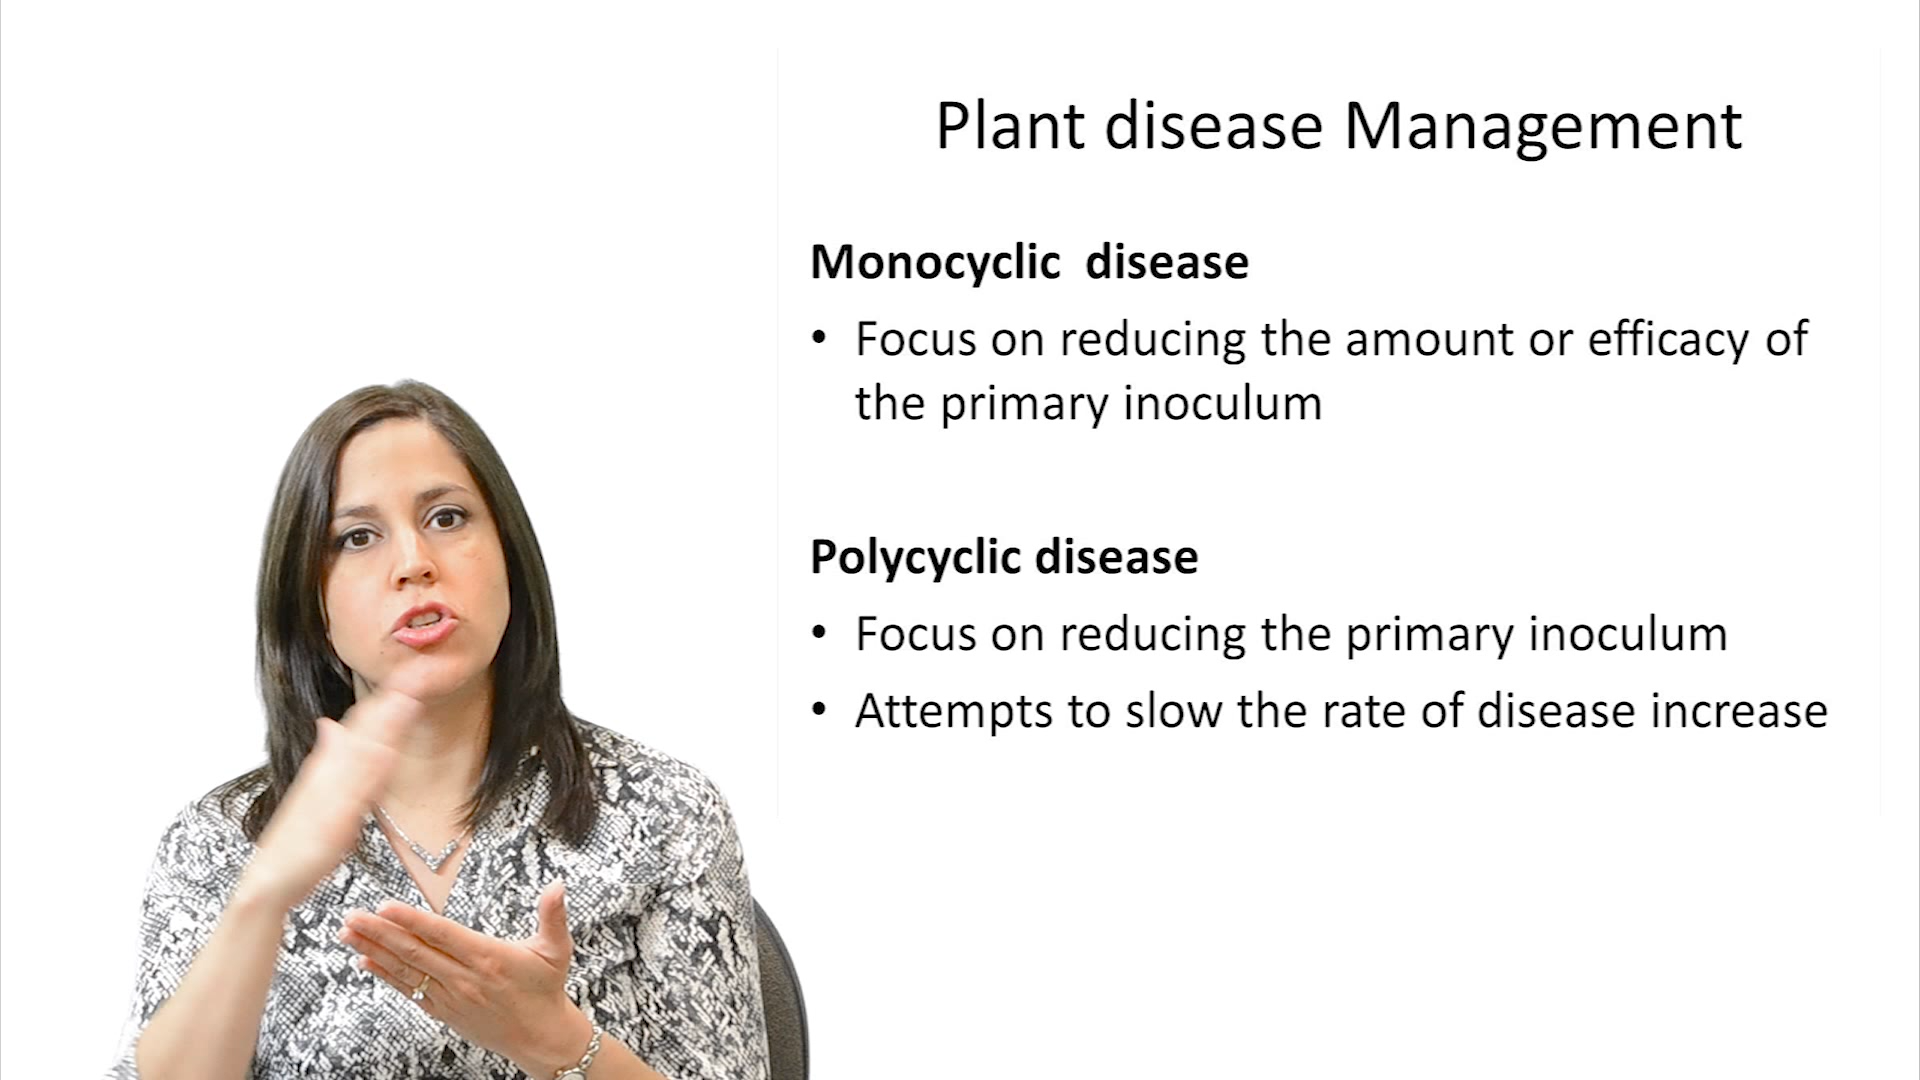 Plant disease Management
Monocyclic disease
• Focus on reducing the amount or efficacy of
the primary inoculum
Polycyclic disease
• Focus on reducing the primary inoculum
• Attempts to slow the rate of disease increase